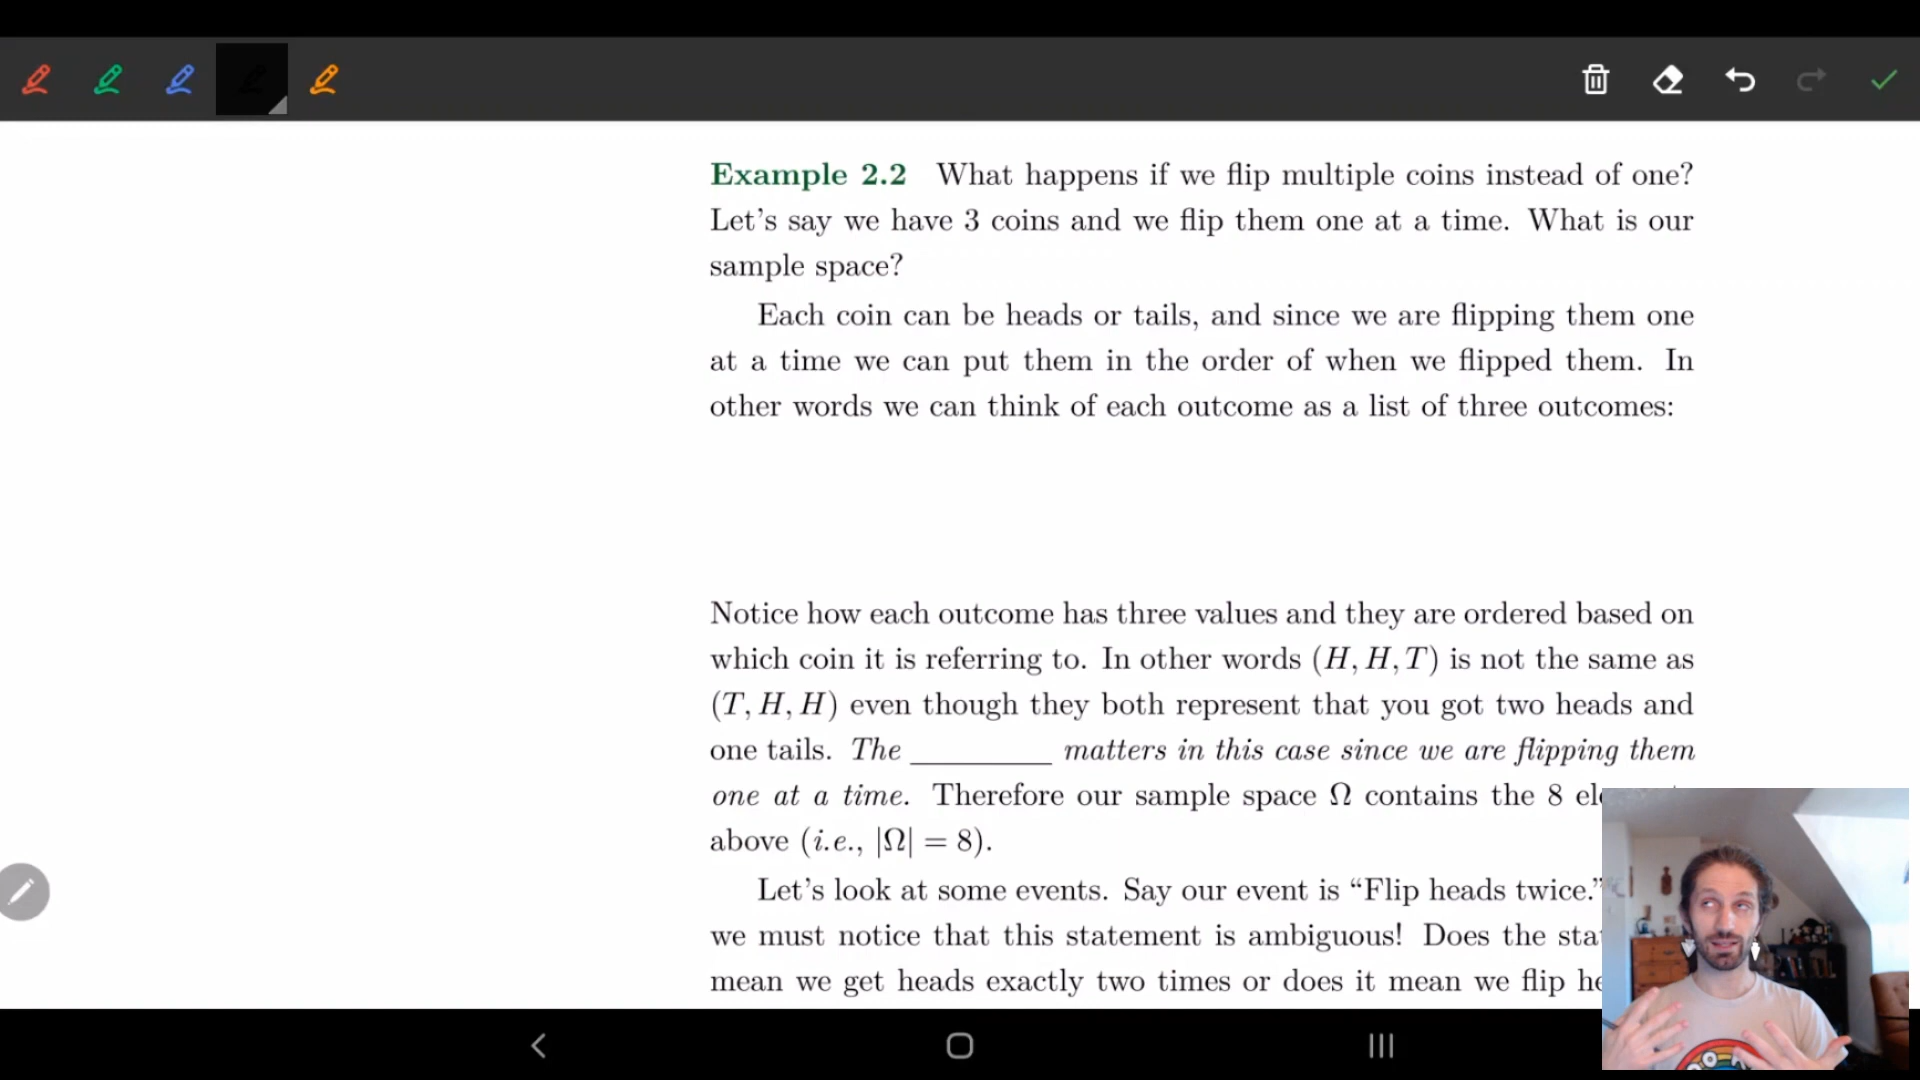 Example 2.2 What happens if we flip multiple coins instead of one?
Let's say we have 3 coins and we flip them one at a time. What is our
sample space?
Each coin can be heads or tails, and since we are flipping them one
at a time we can put them in the order of when we flipped them. In
other words we can think of each outcome as a list of three outcomes:
Notice how each outcome has three values and they are ordered based on
which coin it is referring to. In other words (H, H, T) is not the same as
(T, H, H) even though they both represent that you got two heads and
one tails. The _________ matters in this case since we are flipping them
one at a time. Therefore our sample space Ω contains the 8
above (i.e., |Ω| = 8).
Let's look at some events. Say our event is “Flip heads twice.”
we must notice that this statement is ambiguous! Does the
mean we get heads exactly two times or does it mean we flip